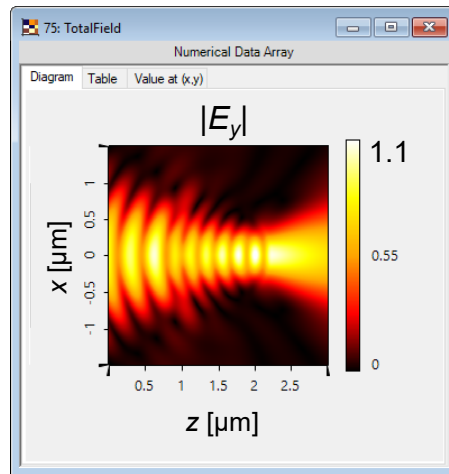 75: TotalField
Numerical Data Array
Diagram Table Value at (x,y)
|Ey|
1.1
0.55
0
x [µm]
1
0.5
0
-0.5
-1
0.5 1 1.5 2 2.5
z [µm]